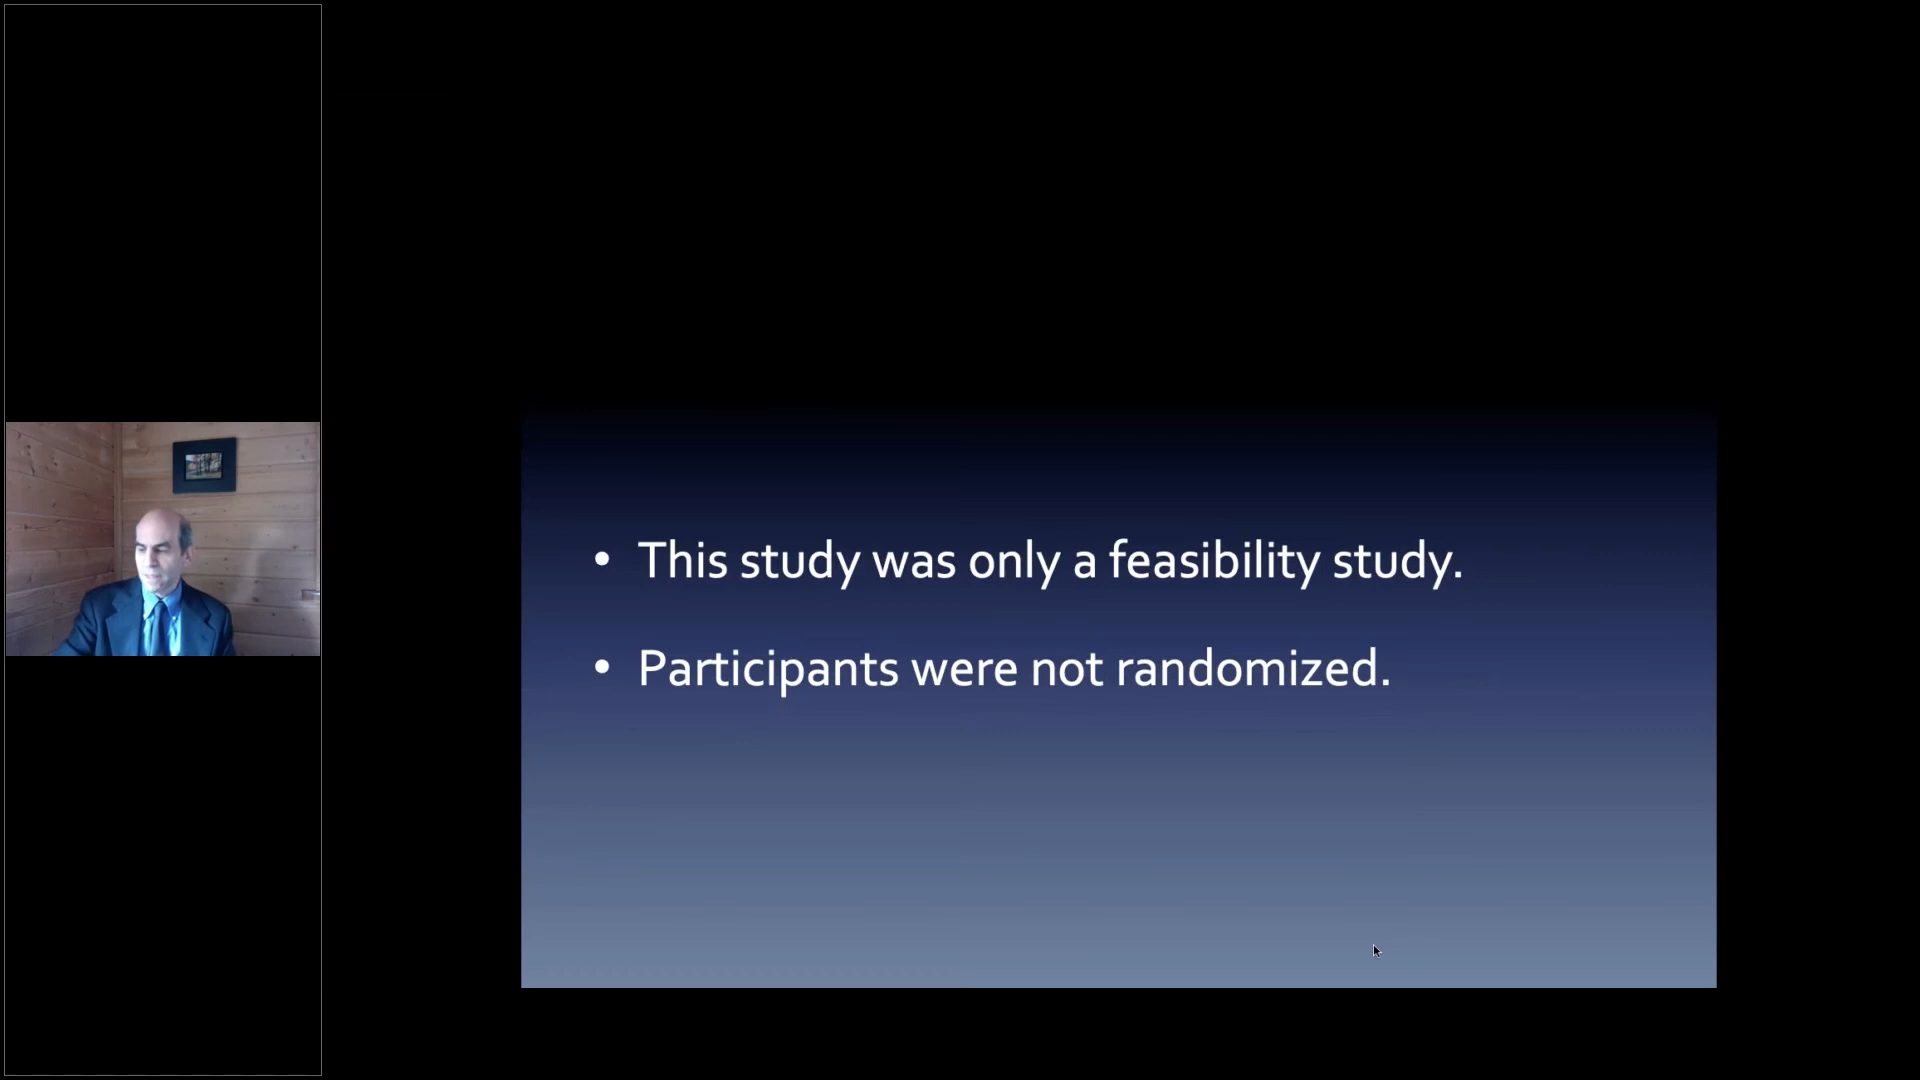 • This study was only a feasibility study.
• Participants were not randomized.